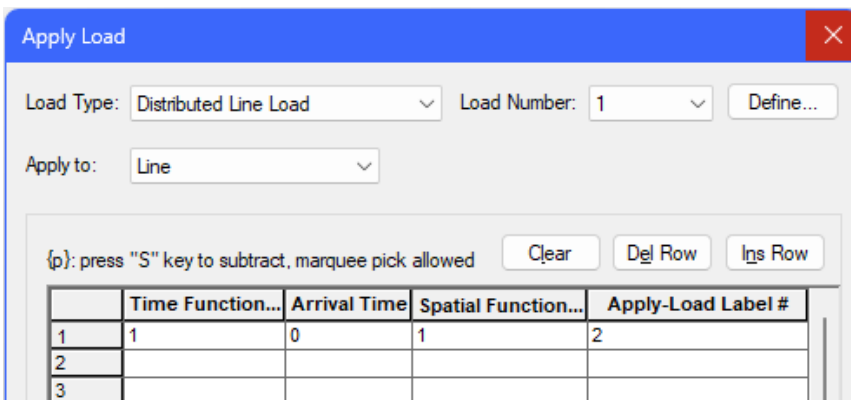 Apply Load
Load Type: Distributed Line Load Load Number: 1 Define...
Apply to: Line
{p}: press "S" key to subtract, marquee pick allowed Clear Del Row Ins Row
Time Function... Arrival Time Spatial Function... Apply-Load Label #
1 1 0 1 2
2
3